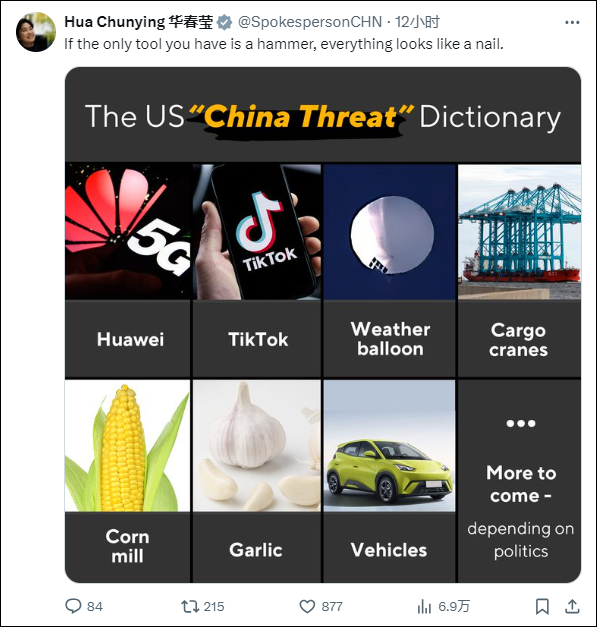 Hua Chunying 华春莹 @SpokespersonCHN · 12小时
If the only tool you have is a hammer, everything looks like a nail.
The US “China Threat” Dictionary
5G
TikTok
Huawei
TikTok
Weather
balloon
Cargo
cranes
Corn
mill
Garlic
Vehicles
•••
More to
come -
depending on
politics
84 215 877 6.9万